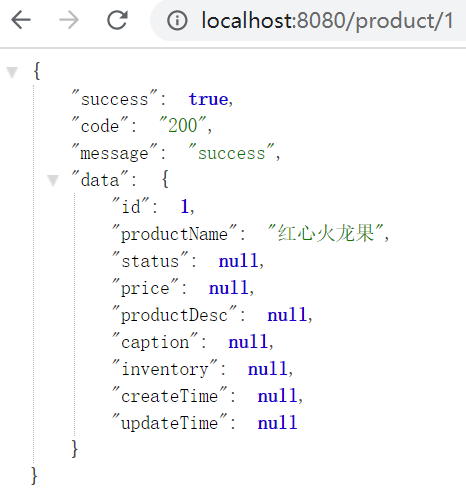 localhost:8080/product/1
{
"success": true,
"code": "200",
"message": "success",
"data": {
"id": 1,
"productName": "红心火龙果",
"status": null,
"price": null,
"productDesc": null,
"caption": null,
"inventory": null,
"createTime": null,
"updateTime": null
}
}